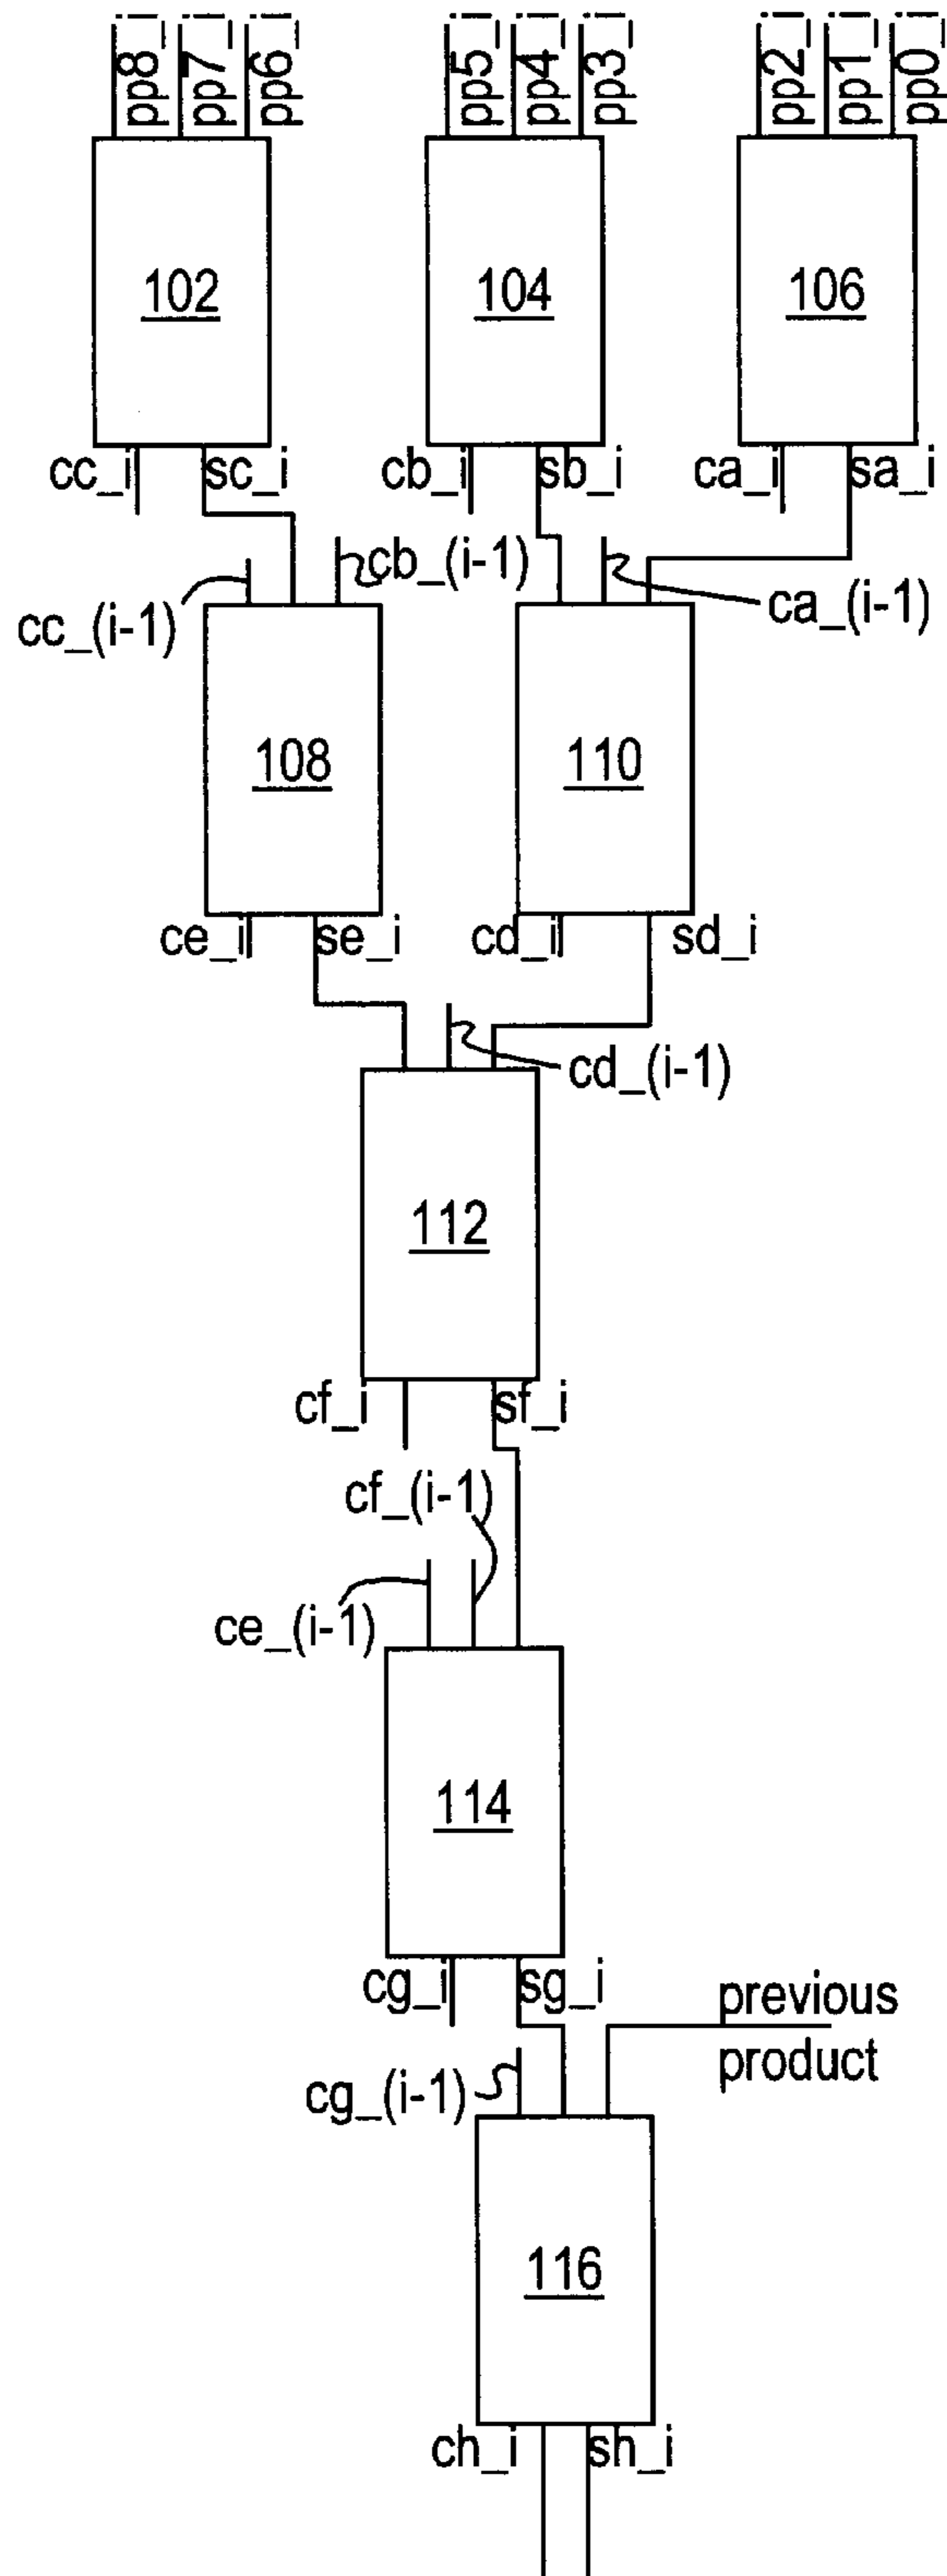 pp8_i
pp7_i
pp6_i
pp5_i
pp4_i
pp3_i
pp2_i
pp1_i
pp0_i
102
104
106
cc_i
sc_i
cb_i
sb_i
ca_i
sa_i
cc_(i-1)
cb_(i-1)
ca_(i-1)
108
110
ce_i
se_i
cd_i
sd_i
cd_(i-1)
112
cf_i
sf_i
cf_(i-1)
ce_(i-1)
114
cg_i
sg_i
previous
product
cg_(i-1)
116
ch_i
sh_i